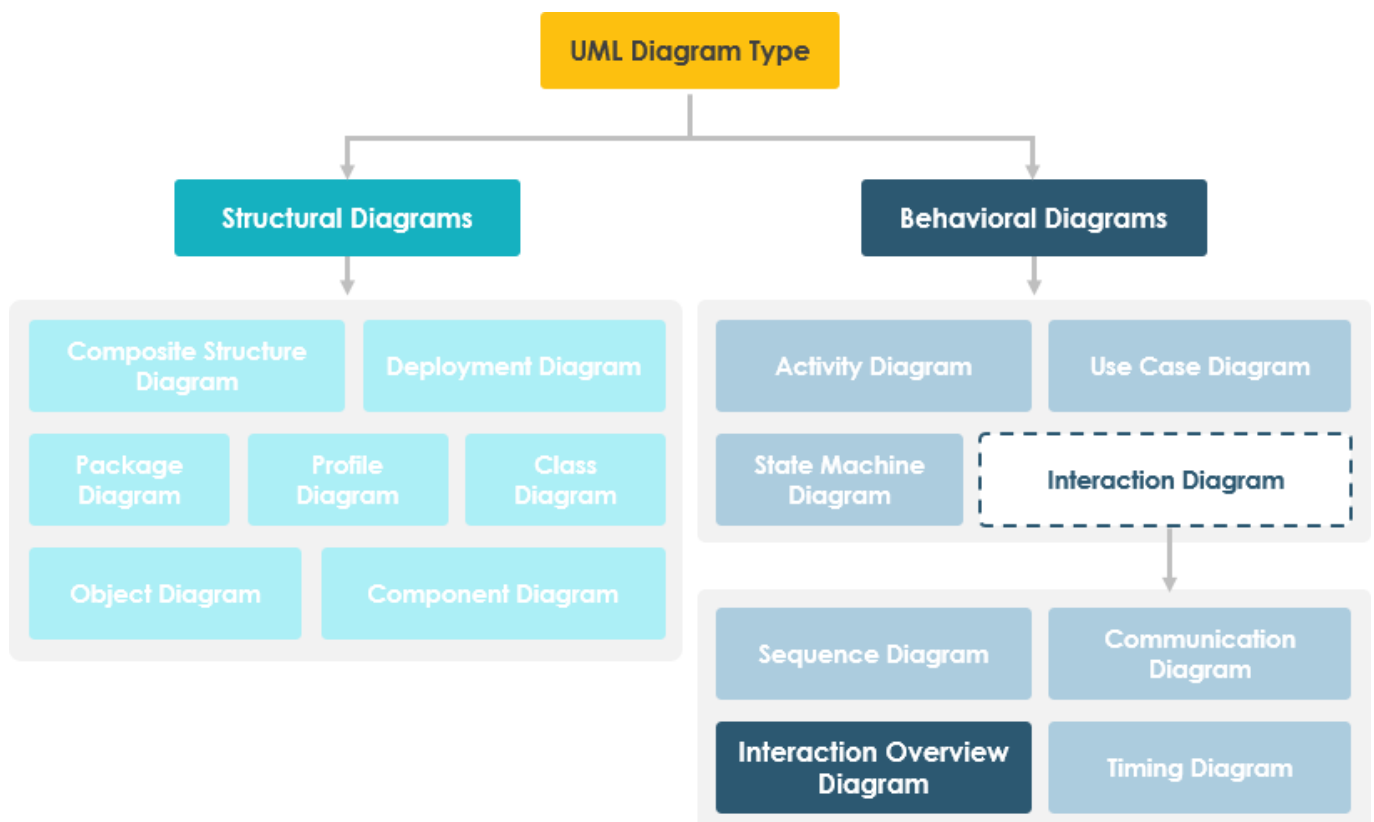 UML Diagram Type
Structural Diagrams
Behavioral Diagrams
Composite Structure
Diagram
Deployment Diagram
Package
Diagram
Profile
Diagram
Class
Diagram
Object Diagram
Component Diagram
Activity Diagram
Use Case Diagram
State Machine
Diagram
Interaction Diagram
Sequence Diagram
Communication
Diagram
Interaction Overview
Diagram
Timing Diagram